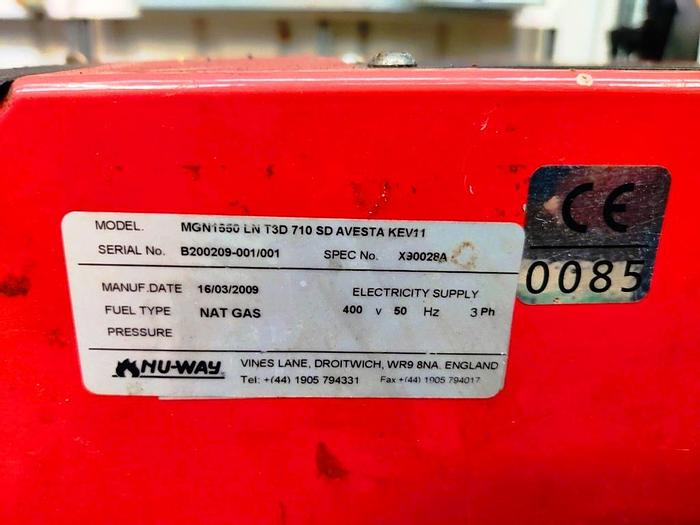 MODEL. MGN1550 LN T3D 710 SD AVESTA KEV11
SERIAL No. B200209-001/001 SPEC No. X90028A
MANUF.DATE 16/03/2009 ELECTRICITY SUPPLY
FUEL TYPE NAT GAS 400 v 50 Hz 3 Ph
PRESSURE
NU-WAY VINES LANE, DROITWICH, WR9 8NA. ENGLAND
Tel: +(44) 1905 794331 Fax +(44) 1905 794017
CE
0085